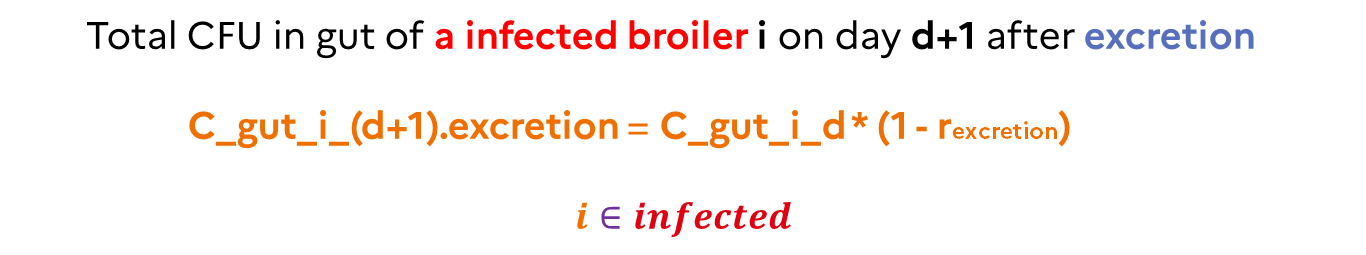 Total CFU in gut of a infected broiler i on day d+1 after excretion
C_gut_i_(d+1).excretion = C_gut_i_d* (1 - rexcretion)
i ∈ infected